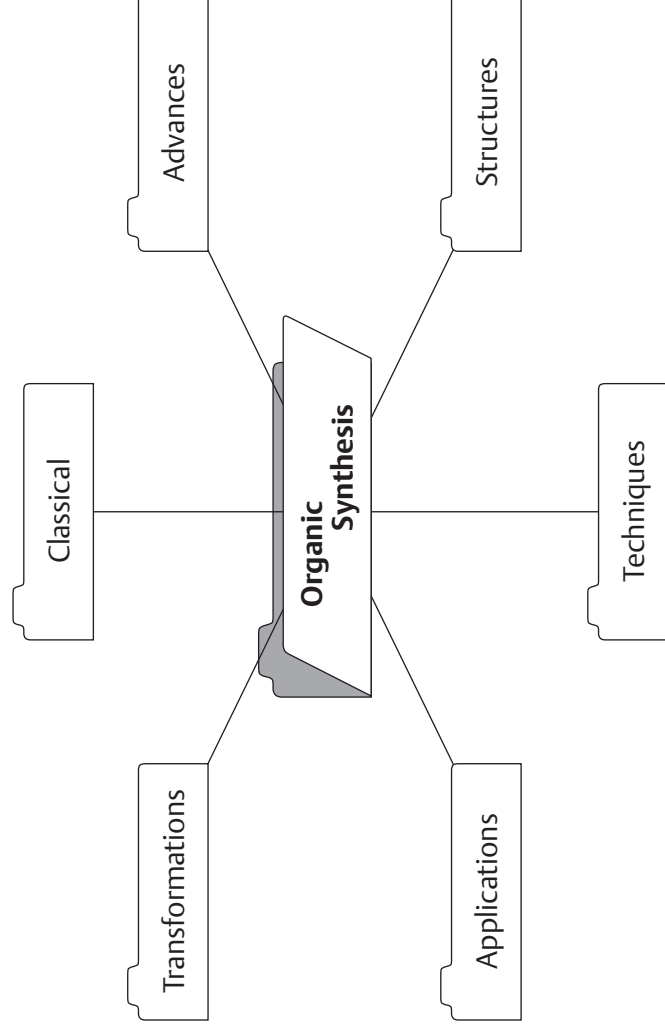 Classical
Transformations
Advances
Organic
Synthesis
Applications
Structures
Techniques